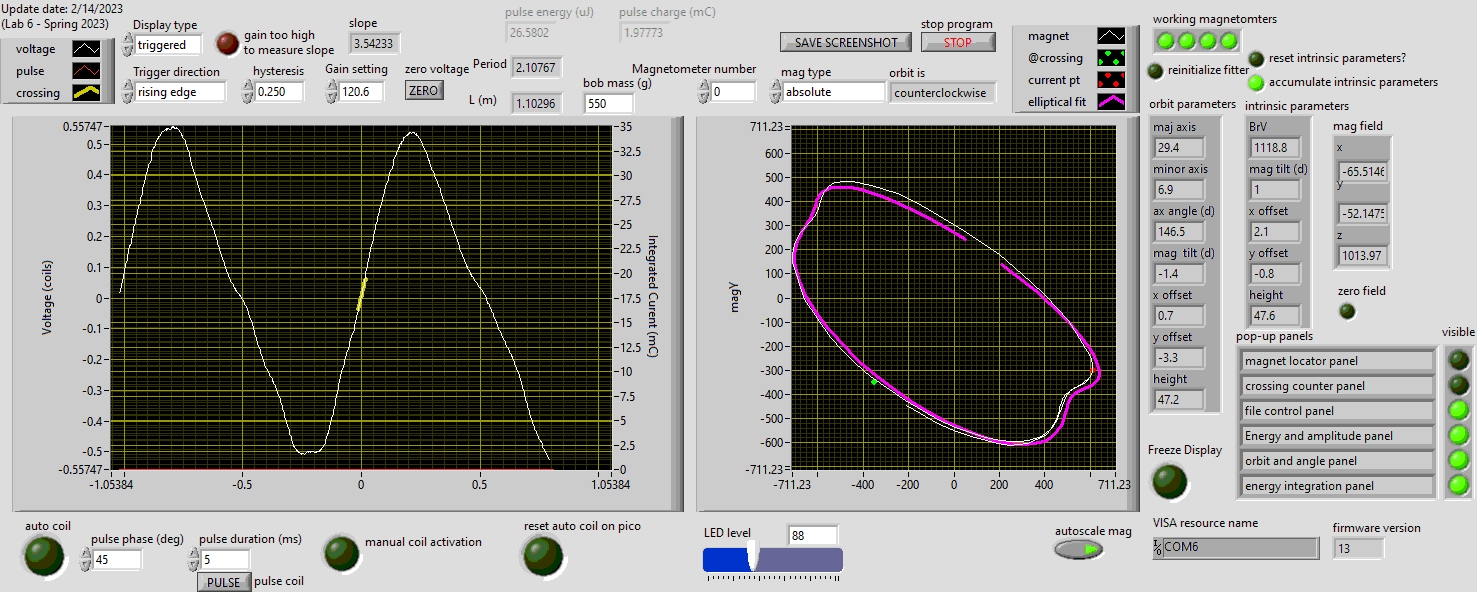 Update date: 2/14/2023
(Lab 6 - Spring 2023)
voltage
pulse
crossing
Display type
triggered
gain too high
to measure slope
slope
3.54233
Trigger direction
rising edge
hysteresis
0.250
Gain setting
120.6
zero voltage
ZERO
pulse energy (uJ)
26.5802
pulse charge (mC)
1.97773
Period
2.10767
L (m)
1.10296
bob mass (g)
550
SAVE SCREENSHOT
stop program
STOP
Magnetometer number
0
mag type
absolute
orbit is
counterclockwise
magnet
@crossing
current pt
elliptical fit
working magnetomters
reinitialize fitter
reset intrinsic parameters?
accumulate intrinsic parameters
Voltage (coils)
0.55747
0.5
0.4
0.3
0.2
0.1
0
-0.1
-0.2
-0.3
-0.4
-0.5
-0.55747
-1.05384
-0.5
0
0.5
1.05384
35
32.5
30
27.5
25
22.5
20
17.5
15
12.5
10
7.5
5
2.5
0
Integrated Current (mC)
magy
711.23
600
500
400
300
200
100
0
-100
-200
-300
-400
-500
-600
-711.23
-711.23
-400
-200
0
200
400
711.23
orbit parameters
maj axis
29.4
minor axis
6.9
ax angle (d)
146.5
mag tilt (d)
-1.4
x offset
0.7
y offset
-3.3
height
47.2
intrinsic parameters
BrV
1118.8
mag tilt (d)
1
x offset
2.1
y offset
-0.8
height
47.6
mag field
x
-65.5146
y
-52.1475
z
1013.97
zero field
pop-up panels
visible
magnet locator panel
crossing counter panel
file control panel
Energy and amplitude panel
orbit and angle panel
energy integration panel
Freeze Display
auto coil
pulse phase (deg)
45
pulse duration (ms)
5
PULSE
pulse coil
manual coil activation
reset auto coil on pico
LED level
88
autoscale mag
VISA resource name
COM6
firmware version
13